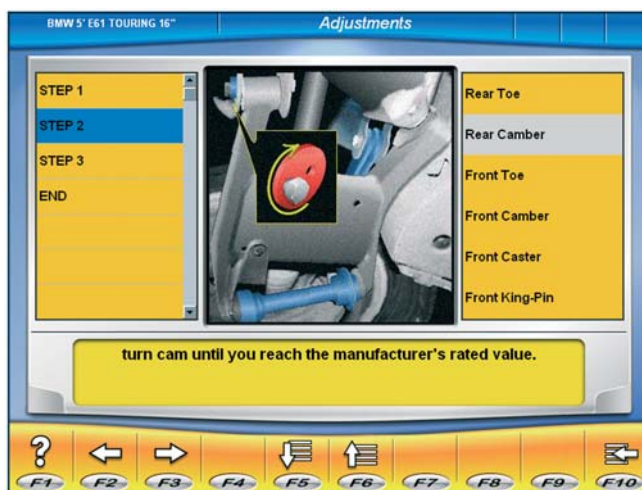 BMW 5' E61 TOURING 16"
Adjustments
STEP 1
STEP 2
STEP 3
END
Rear Toe
Rear Camber
Front Toe
Front Camber
Front Caster
Front King-Pin
turn cam until you reach the manufacturer's rated value.
?
F1 F2 F3 F4 F5 F6 F7 F8 F9 F10